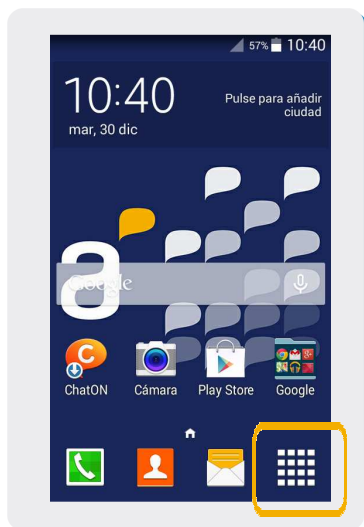 57% 10:40
10:40
mar, 30 dic
Pulse para añadir
ciudad
a
Google
ChatON
Cámara
Play Store
Google